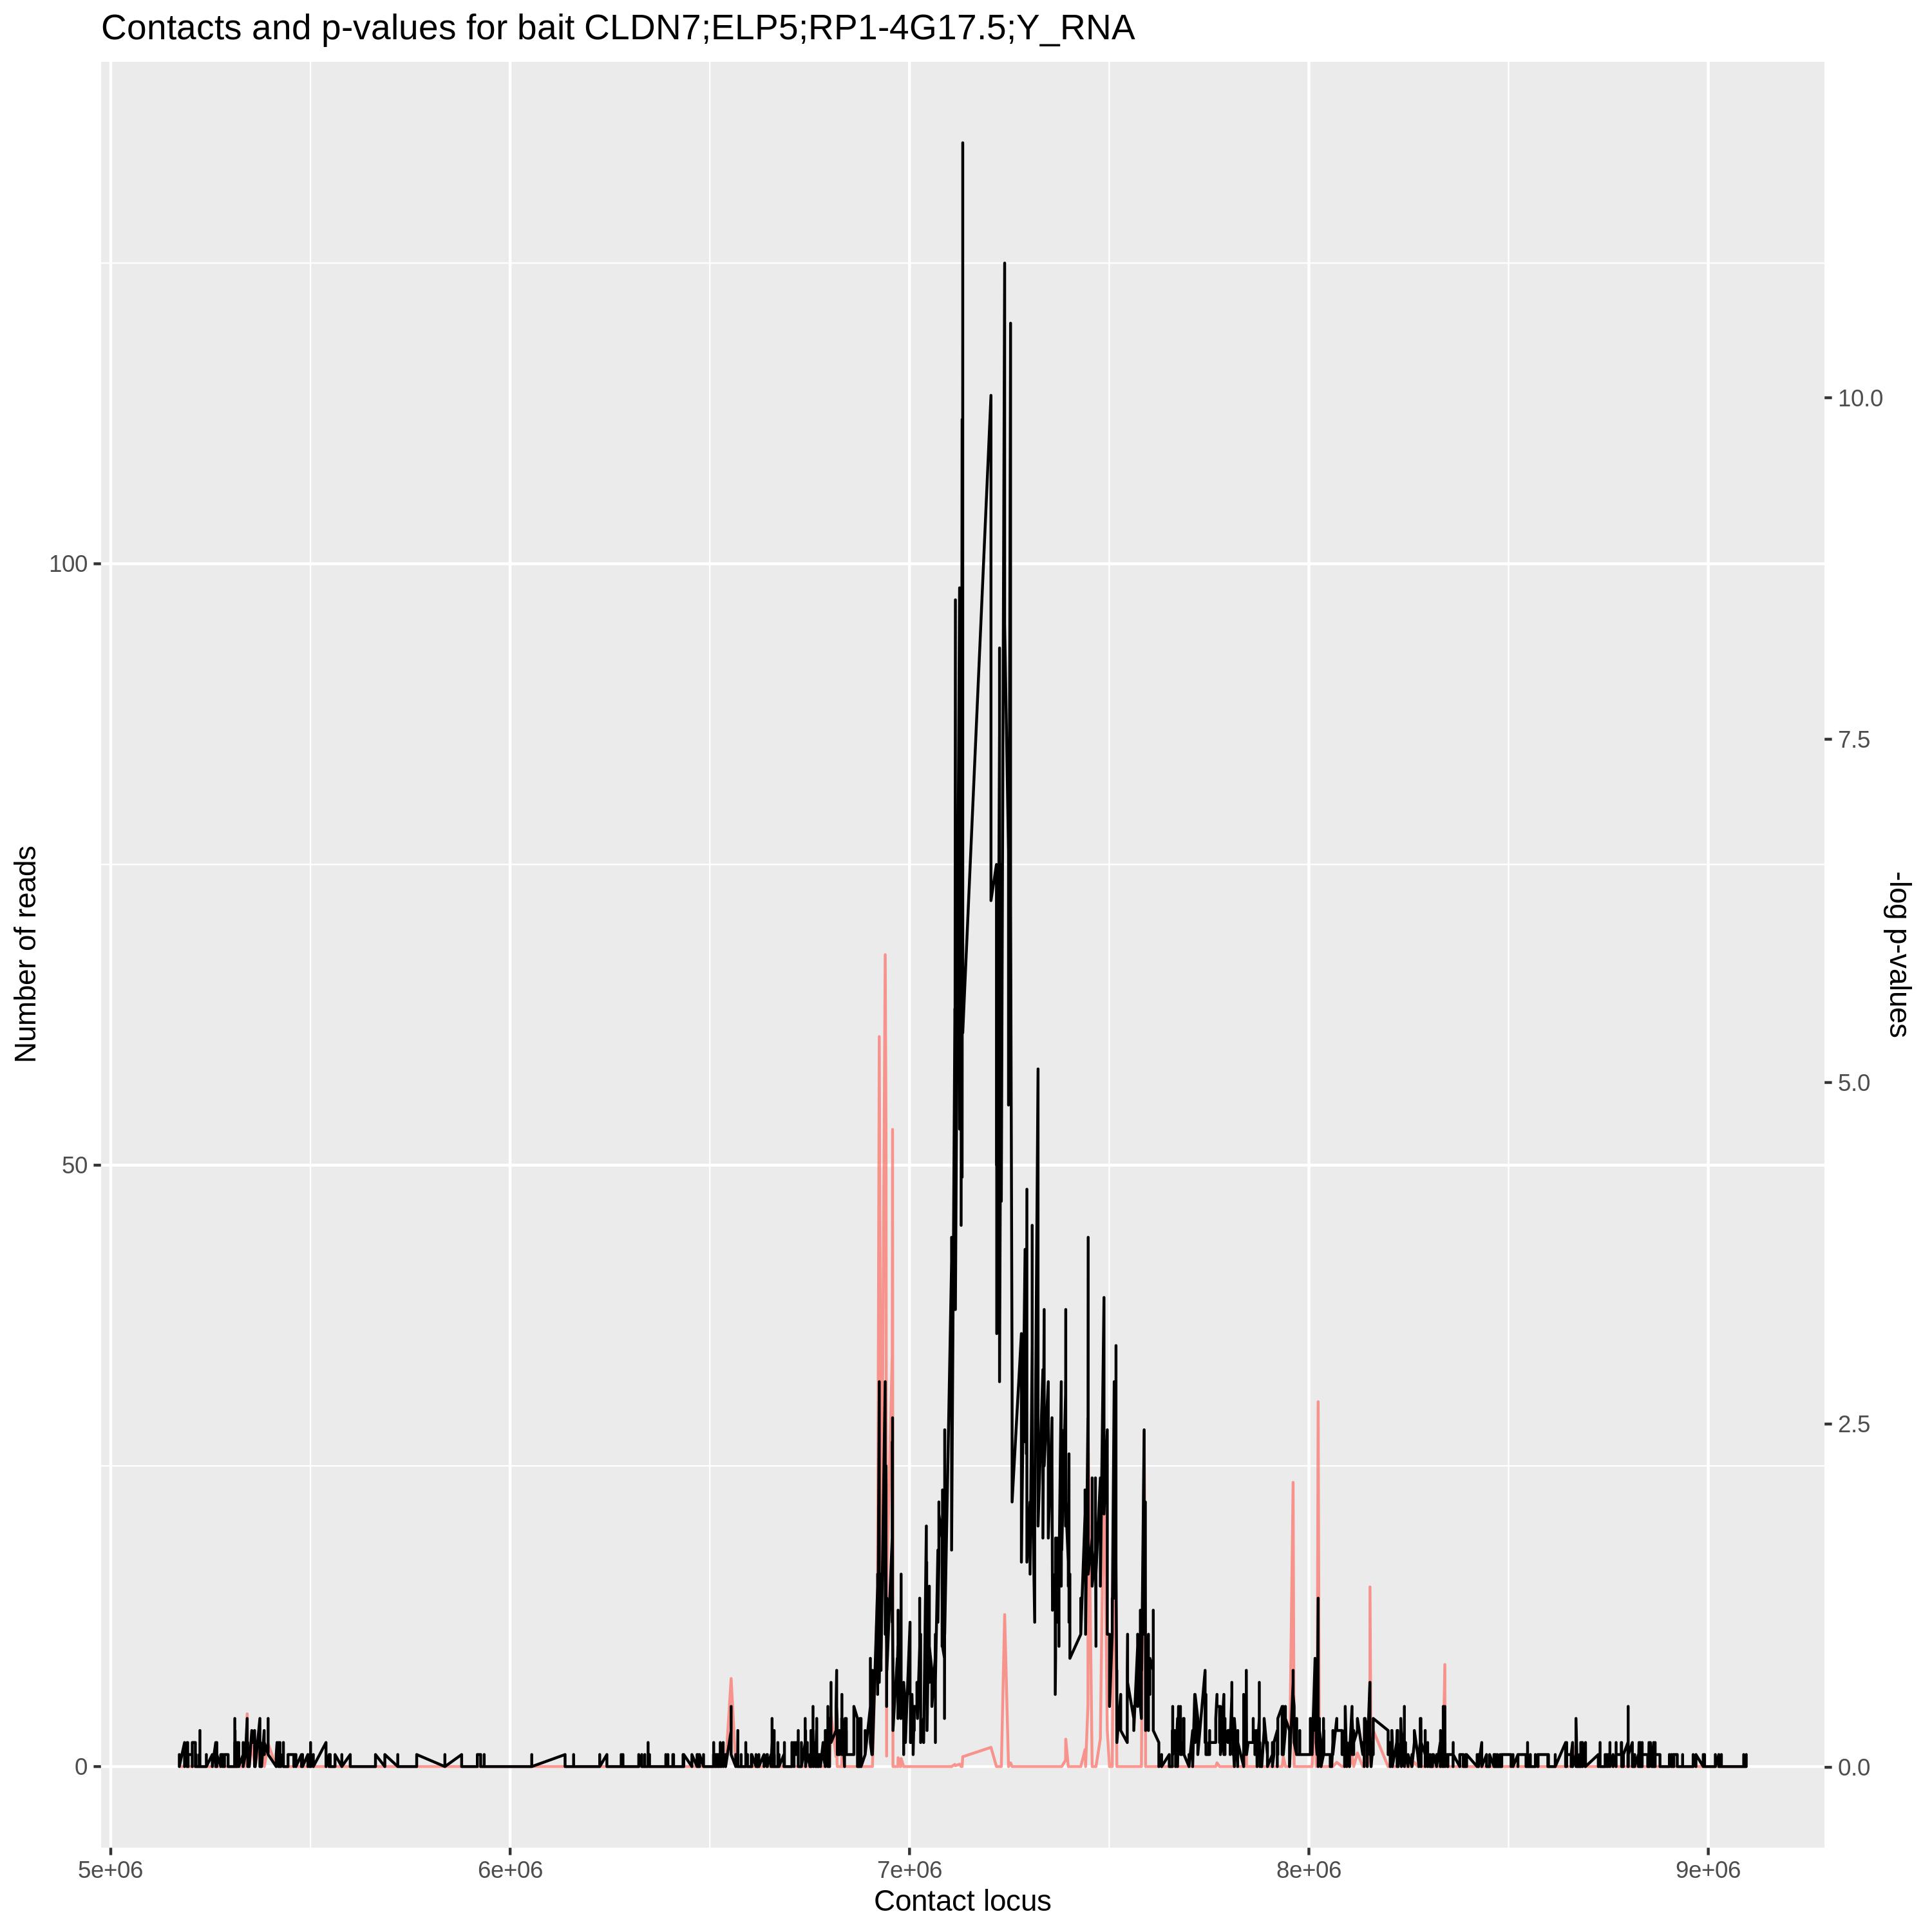 Contacts and p-values for bait CLDN7;ELP5;RP1-4G17.5;Y_RNA
Number of reads
100
50
0
10.0
7.5
5.0
2.5
0.0
-log p-values
5e+06
6e+06
7e+06
8e+06
9e+06
Contact locus